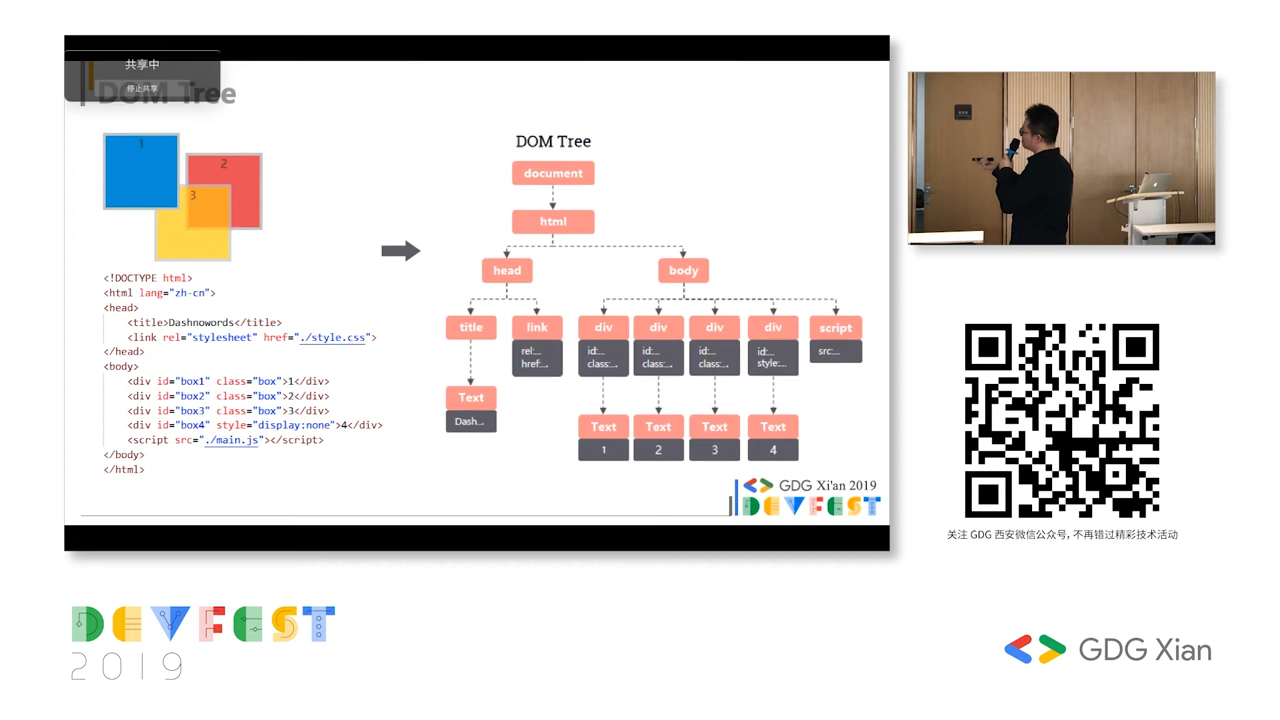 共享中
停止共享
DOM Tree
1
2
3
<!DOCTYPE html>
<html lang="zh-cn">
<head>
<title>Dashnowords</title>
<link rel="stylesheet" href="./style.css">
</head>
<body>
<div id="box1" class="box">1</div>
<div id="box2" class="box">2</div>
<div id="box3" class="box">3</div>
<div id="box4" style="display:none">4</div>
<script src="./main.js"></script>
</body>
</html>
DOM Tree
document
html
head
body
title
link
div
div
div
div
script
rel:...
href:...
id:...
class:...
id:...
class:...
id:...
class:...
id:...
style:...
src:...
Text
Dash...
Text
Text
Text
Text
1
2
3
4
GDG Xi'an 2019
DEVFEST
关注 GDG 西安微信公众号, 不再错过精彩技术活动
DEVFEST
2019
GDG Xian